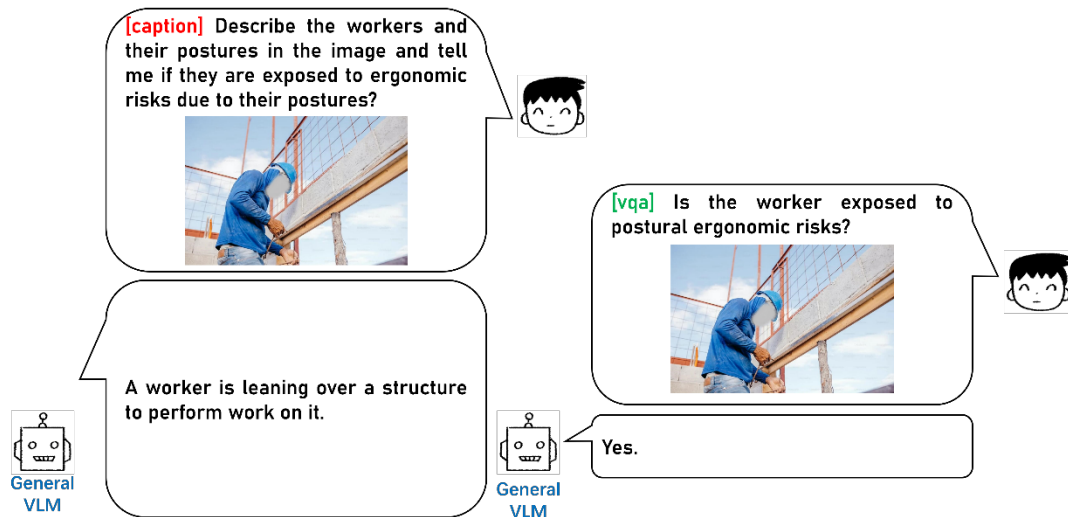 [caption] Describe the workers and
their postures in the image and tell
me if they are exposed to ergonomic
risks due to their postures?
A worker is leaning over a structure
to perform work on it.
General
VLM
[vqa] Is the worker exposed to
postural ergonomic risks?
Yes.
General
VLM